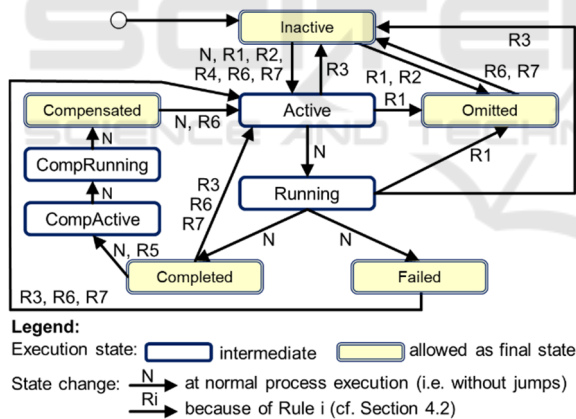 Inactive
N, R1, R2,
R4, R6, R7
R3
R1, R2
R6, R7
R3
Compensated
N, R6
Active
R1
Omitted
N
CompRunning
N
R1
N
Running
CompActive
R3
R6
R7
N, R5
N
N
Completed
Failed
R3, R6, R7
Legend:
Execution state: intermediate allowed as final state
State change: N at normal process execution (i.e. without jumps)
Ri because of Rule i (cf. Section 4.2)